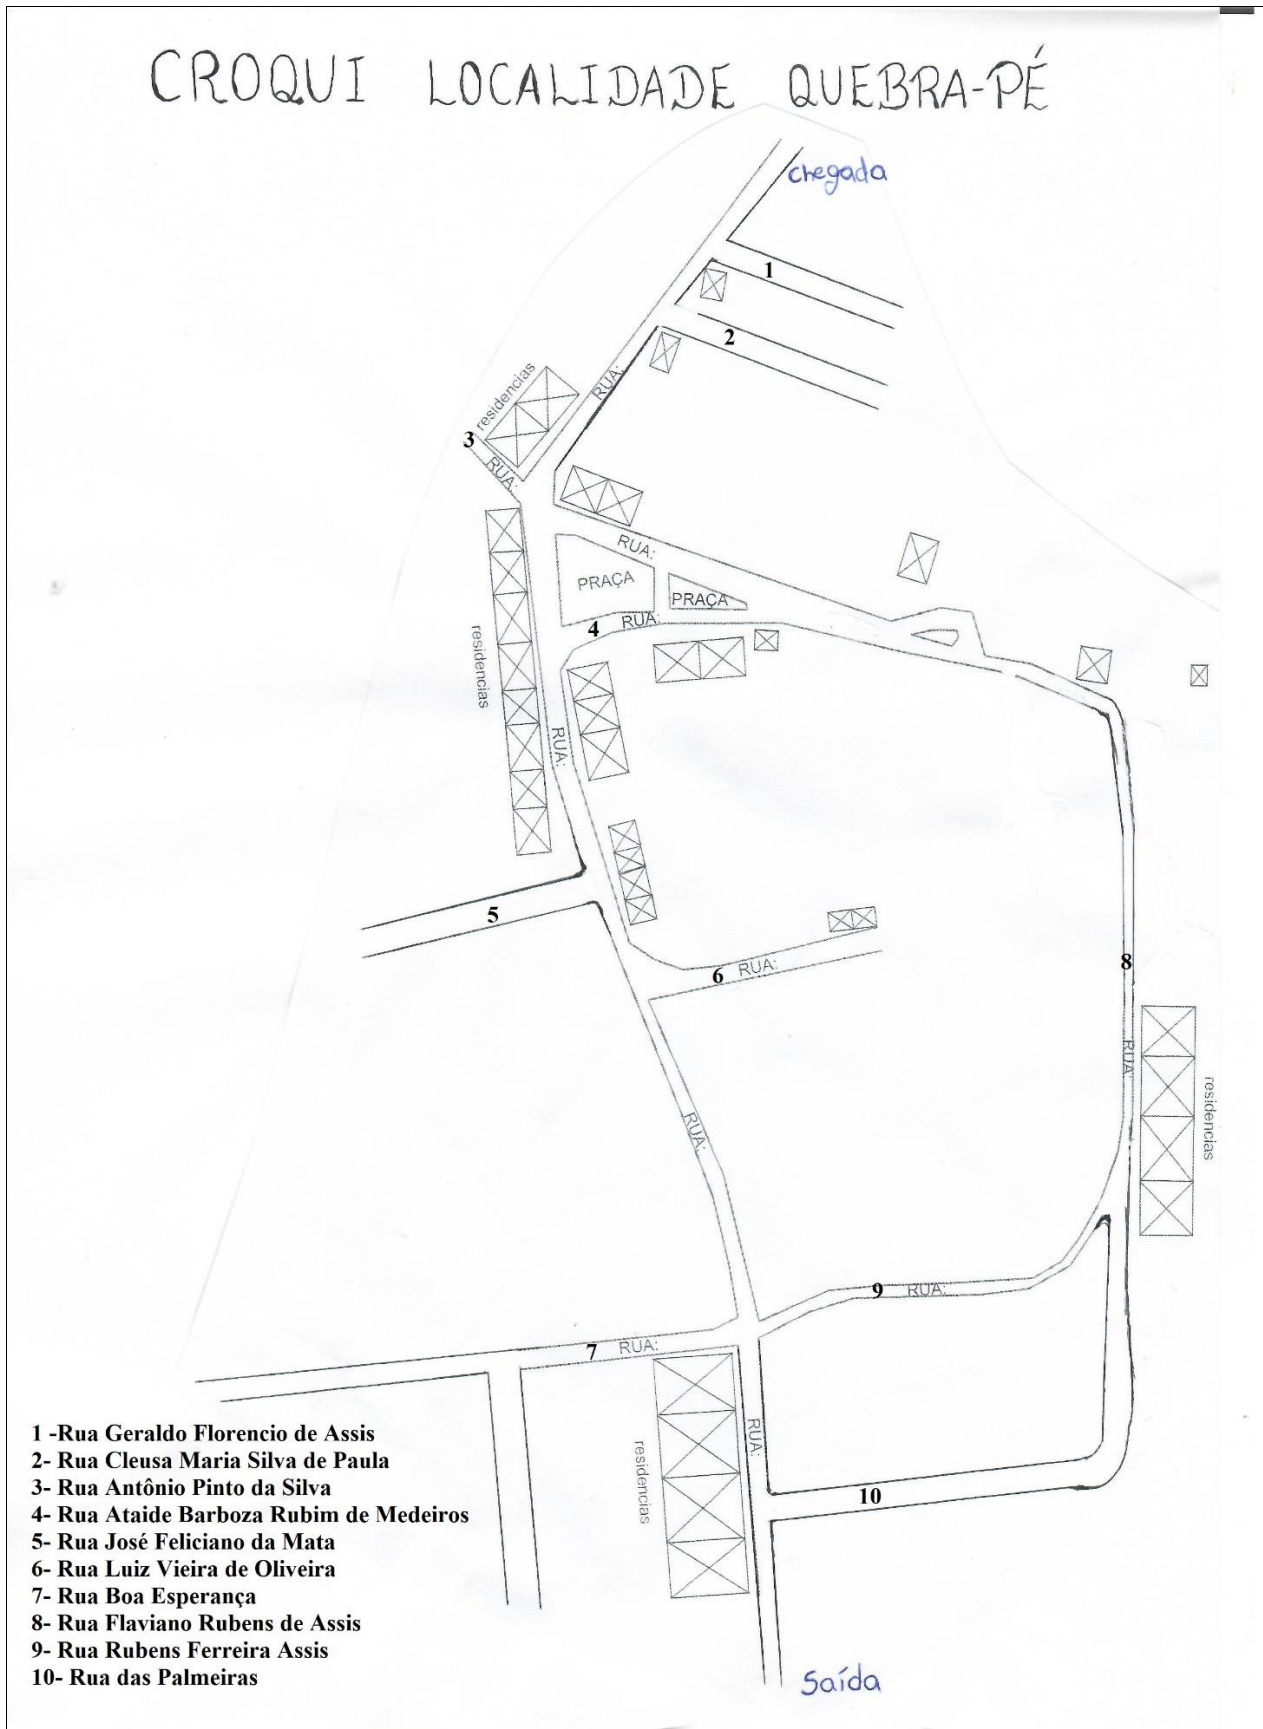 CROQUI LOCALIDADE QUEBRA-PÉ
chegada
1
2
RUA:
residencias
3
RUA:
RUA:
PRAÇA
PRAÇA
4 RUA:
residencias
RUA:
5
6 RUA:
8
RUA:
residencias
RUA:
9 RUA:
7 RUA:
RUA:
residencias
10
1 -Rua Geraldo Florencio de Assis
2- Rua Cleusa Maria Silva de Paula
3- Rua Antônio Pinto da Silva
4- Rua Ataide Barboza Rubim de Medeiros
5- Rua José Feliciano da Mata
6- Rua Luiz Vieira de Oliveira
7- Rua Boa Esperança
8- Rua Flaviano Rubens de Assis
9- Rua Rubens Ferreira Assis
10- Rua das Palmeiras
Saída